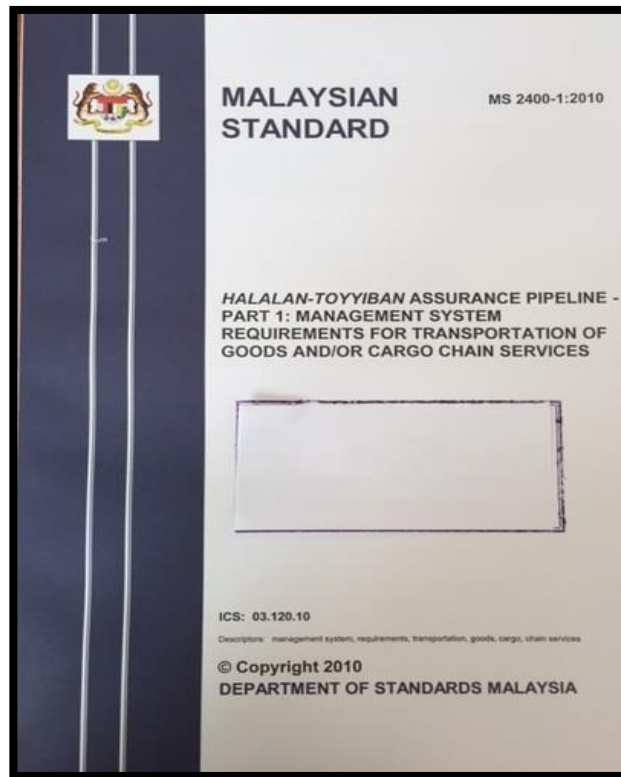 MALAYSIAN
STANDARD
MS 2400-1:2010
HALALAN-TOYYIBAN ASSURANCE PIPELINE -
PART 1: MANAGEMENT SYSTEM
REQUIREMENTS FOR TRANSPORTATION OF
GOODS AND/OR CARGO CHAIN SERVICES
ICS: 03.120.10
Descriptors: management system, requirements, transportation, goods, cargo, chain services
© Copyright 2010
DEPARTMENT OF STANDARDS MALAYSIA